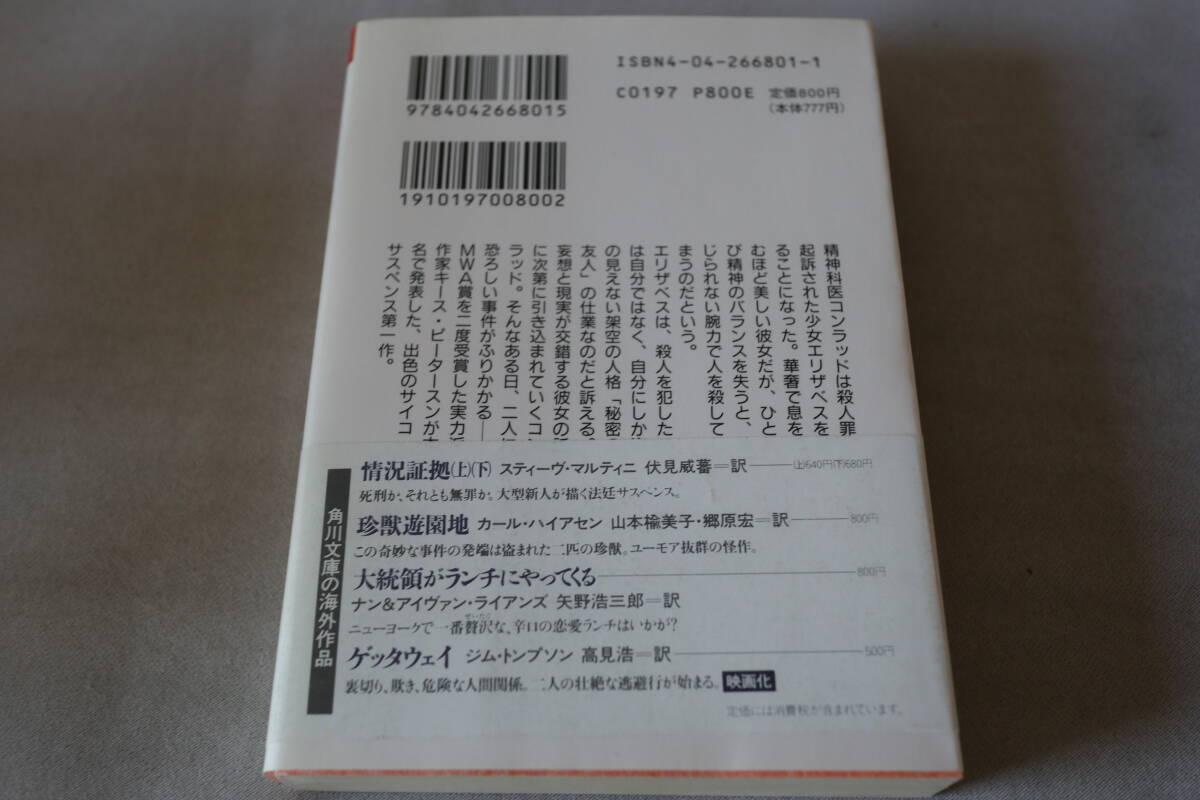 ISBN4-04-266801-1
C0197 P800E 定価800円
(本体777円)
9784042668015
1910197008002
精神科医コンラッドは殺人罪
起訴された少女エリザベスを
ることになった。華奢で息を
むほど美しい彼女だが、ひと
び精神のバランスを失うと、
じられない腕力で人を殺して
まうのだという。
エリザベスは、殺人を犯した
は自分ではなく、自分にしか
の見えない架空の人格「秘密
友人」の仕業なのだと訴える。
妄想と現実が交錯する彼女の
に次第に引き込まれていくコン
ラッド。そんなある日、二人に
恐ろしい事件がふりかかる――
MWA賞を二度受賞した実力
作家キース・ピータースンが
名で発表した、出色のサイコ
サスペンス第一作。
角川文庫の海外作品
情況証拠(上)(下) スティーヴ・マルティニ 伏見威蕃=訳――(上)640円(下)680円
死刑か、それとも無罪か。大型新人が描く法廷サスペンス。
珍獣遊園地 カール・ハイアセン 山本楡美子・郷原宏=訳――800円
この奇妙な事件の発端は盗まれた二匹の珍獣。ユーモア抜群の怪作。
大統領がランチにやってくる――800円
ナン&アイヴァン・ライアンズ 矢野浩三郎=訳
ニューヨークで一番贅沢な、辛口の恋愛ランチはいかが?
ゲッタウェイ ジム・トンプソン 高見浩=訳――500円
裏切り、欺き、危険な人間関係。二人の壮絶な逃避行が始まる。 映画化
定価には消費税が含まれています。